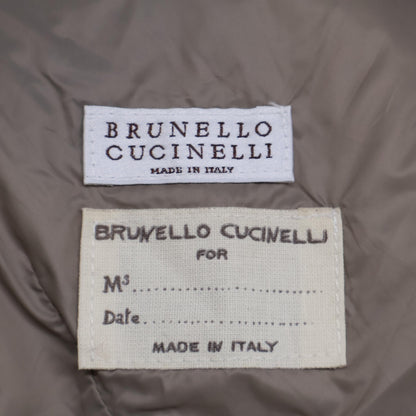 BRUNELLO
CUCINELLI
MADE IN ITALY
BRUNELLO CUCINELLI
FOR
Ms..............................
Date..............................
MADE IN ITALY